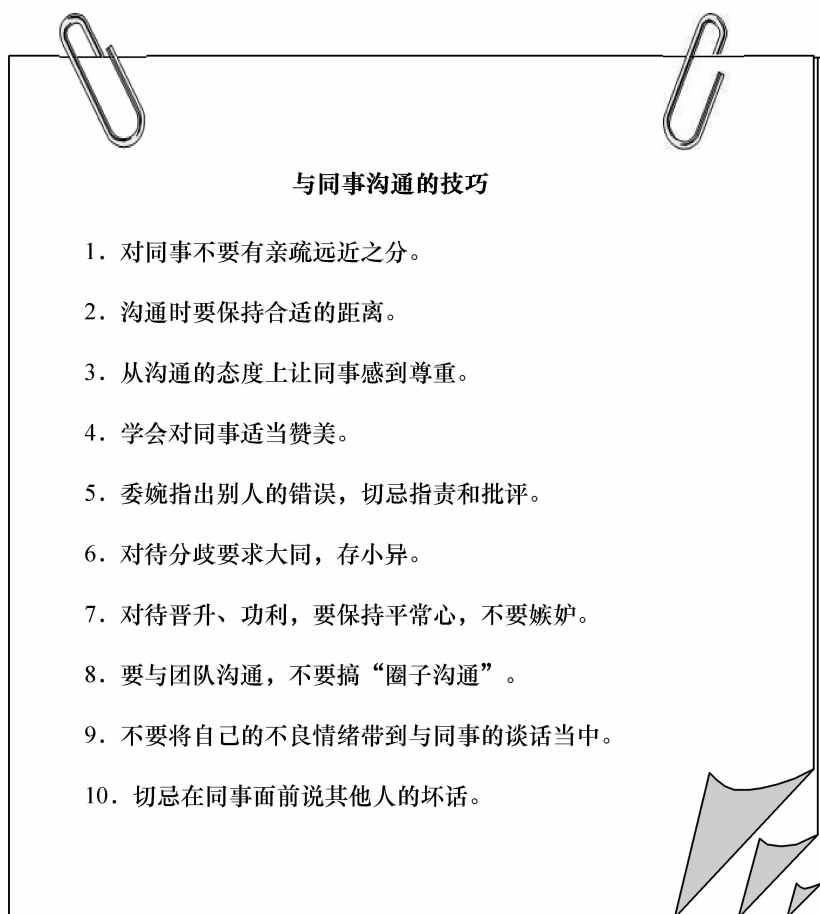 与同事沟通的技巧
1．对同事不要有亲疏远近之分。
2．沟通时要保持合适的距离。
3．从沟通的态度上让同事感到尊重。
4．学会对同事适当赞美。
5．委婉指出别人的错误，切忌指责和批评。
6．对待分歧要求大同，存小异。
7．对待晋升、功利，要保持平常心，不要嫉妒。
8．要与团队沟通，不要搞“圈子沟通”。
9．不要将自己的不良情绪带到与同事的谈话当中。
10．切忌在同事面前说其他人的坏话。